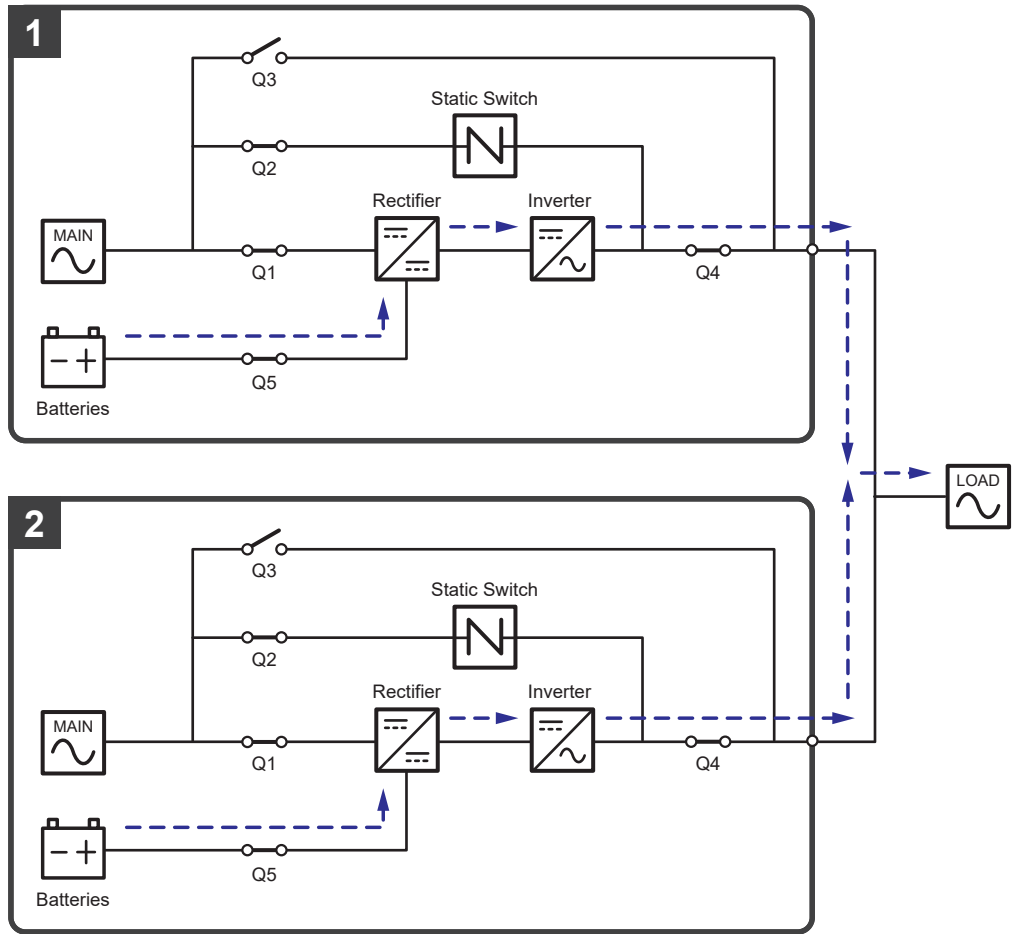 1
Q3
Static Switch
Q2
Rectifier
Inverter
MAIN
Q1
Q4
Q5
Batteries
LOAD
2
Q3
Static Switch
Q2
Rectifier
Inverter
MAIN
Q1
Q4
Q5
Batteries